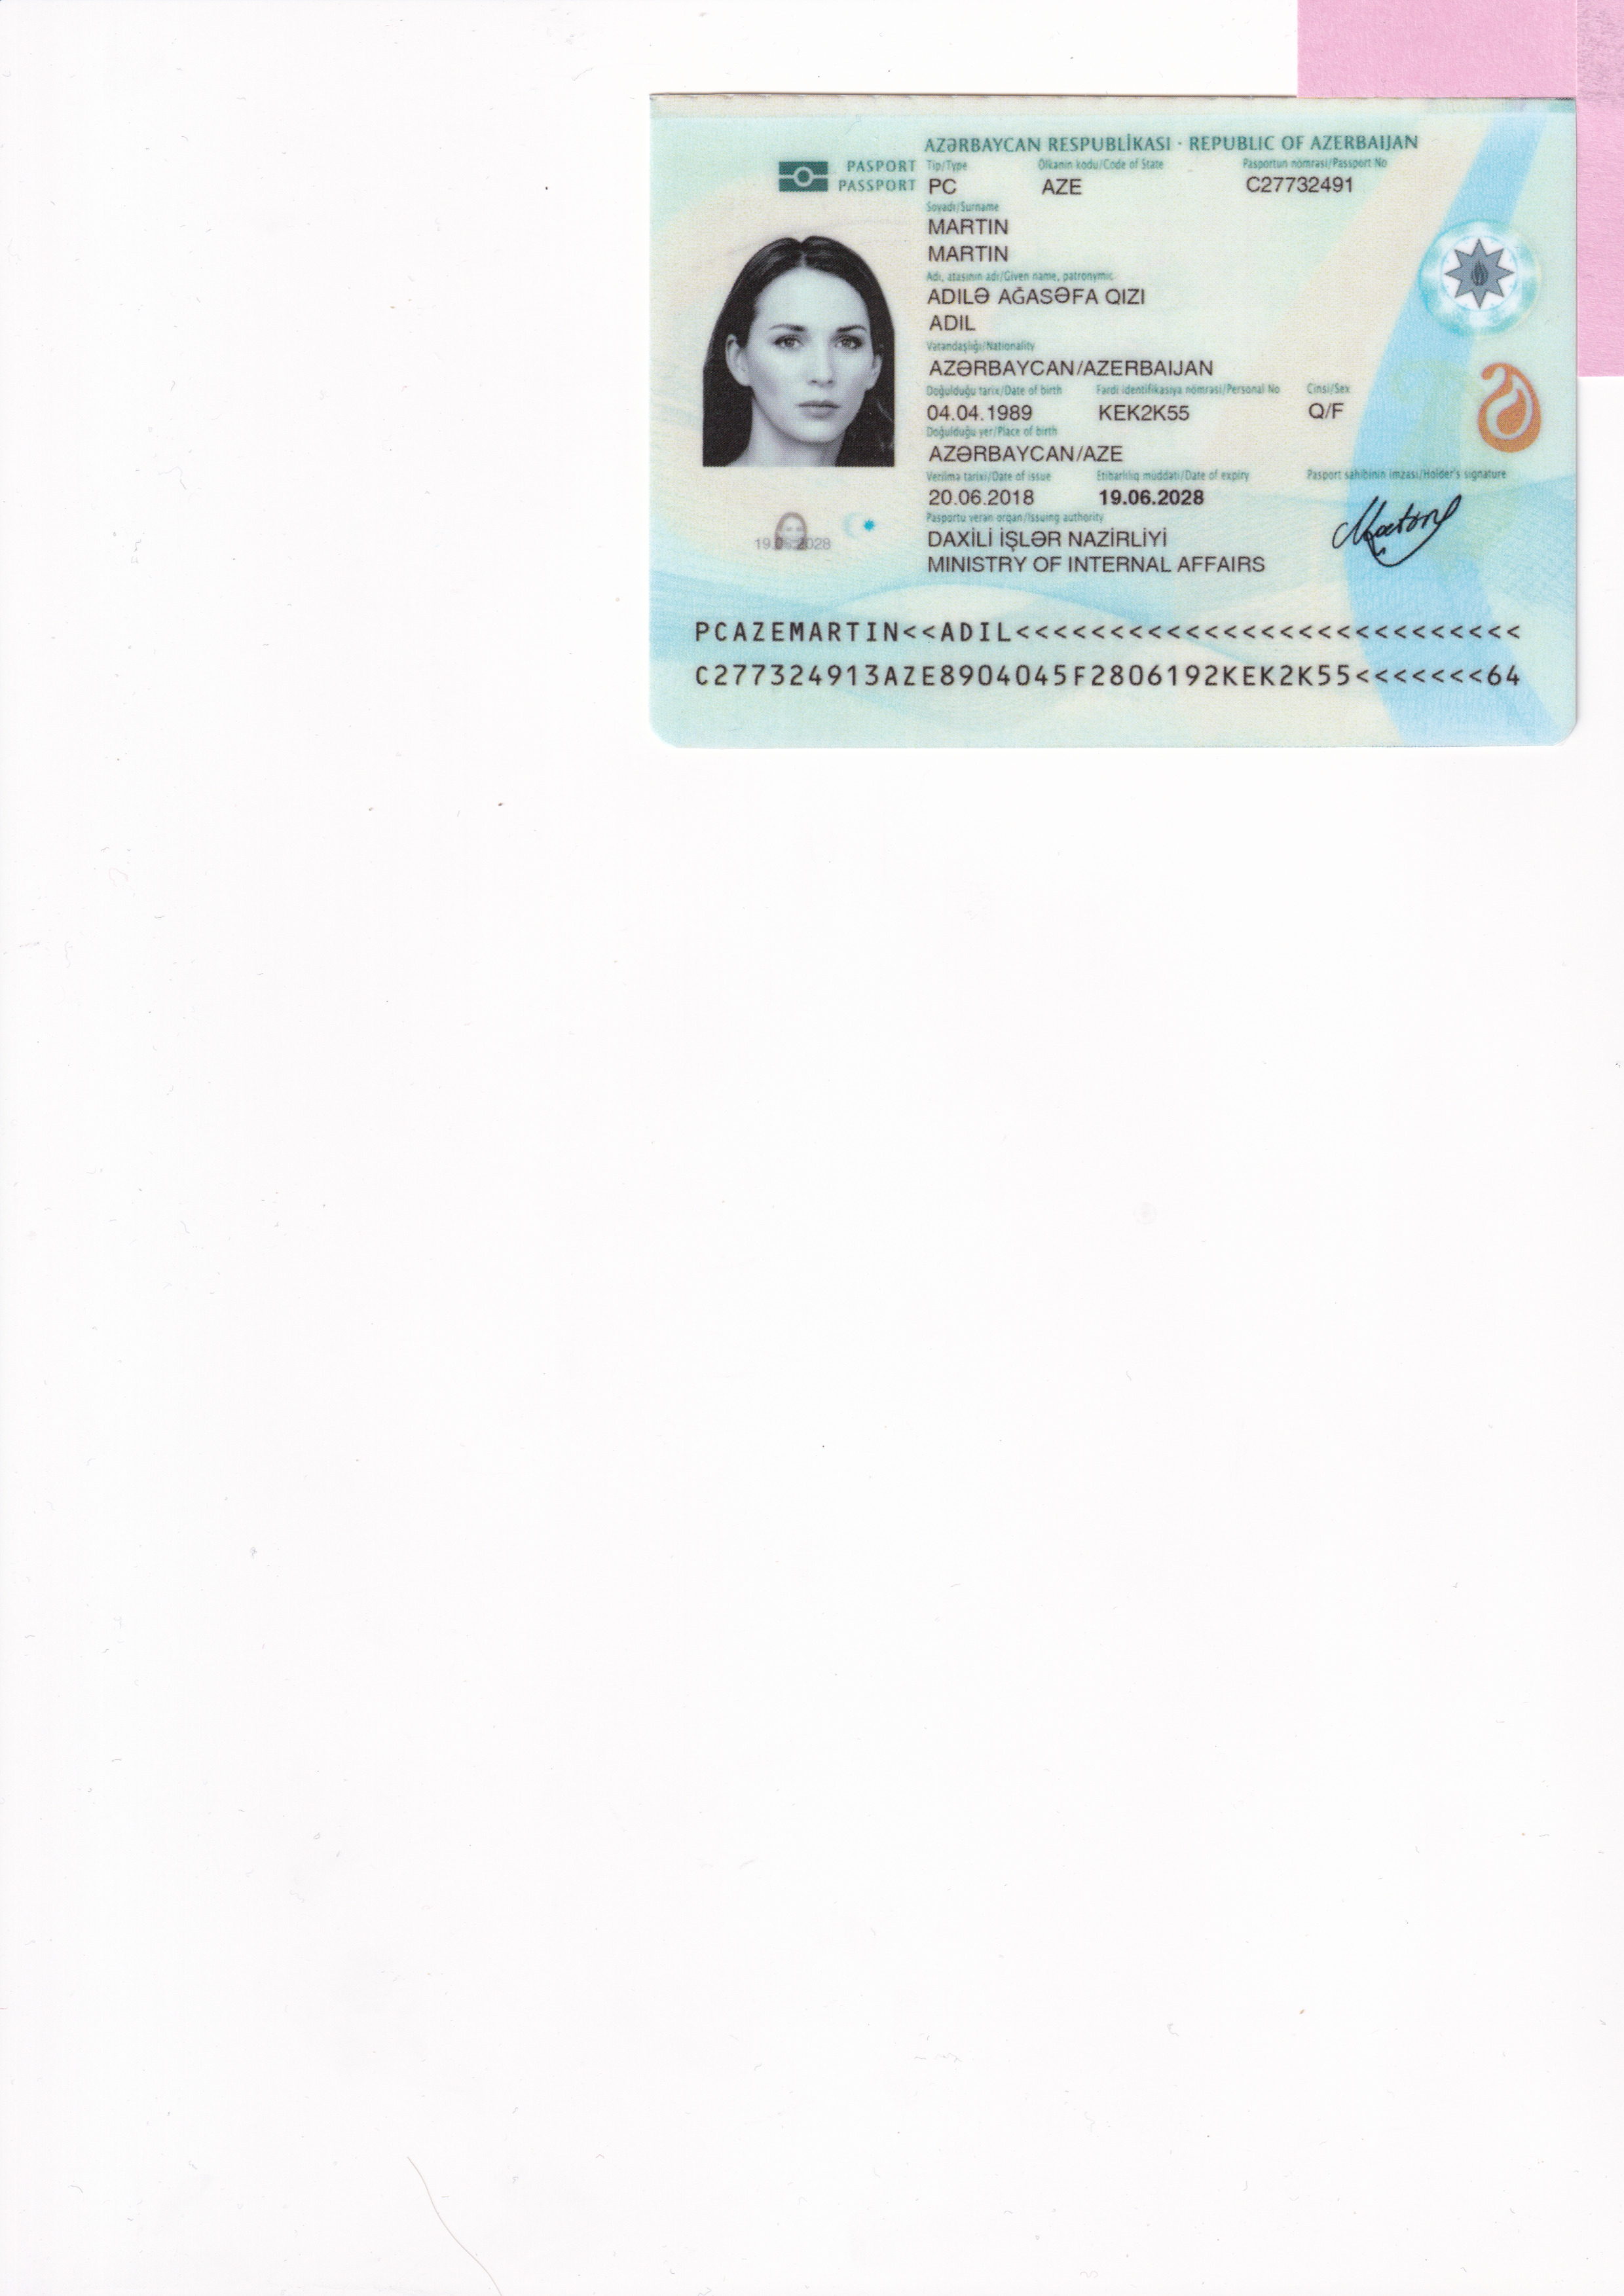 AZƏRBAYCAN RESPUBLİKASI · REPUBLIC OF AZERBAIJAN
PASPORT
PASSPORT
Tip/Type
Ölkənin kodu/Code of State
Pasportun nömrəsi/Passport No
PC
AZE
C27732491
Soyadı/Surname
MARTIN
MARTIN
Adı, atasının adı/Given name, patronymic
ADILƏ AĞASƏFA QIZI
ADIL
Vətəndaşlığı/Nationality
AZƏRBAYCAN/AZERBAIJAN
Doğulduğu tarix/Date of birth
Fərdi identifikasiya nömrəsi/Personal No
Cinsi/Sex
04.04.1989
KEK2K55
Q/F
Doğulduğu yer/Place of birth
AZƏRBAYCAN/AZE
Verilmə tarixi/Date of issue
Etibarlılıq müddəti/Date of expiry
Pasport sahibinin imzası/Holder's signature
20.06.2018
19.06.2028
Pasportu verən orqan/Issuing authority
19.06.2028
DAXİLİ İŞLƏR NAZİRLİYİ
MINISTRY OF INTERNAL AFFAIRS
PCAZEMARTIN<<ADIL<<<<<<<<<<<<<<<<<<<<<<<<<<<
C277324913AZE8904045F2806192KEK2K55<<<<<<<64